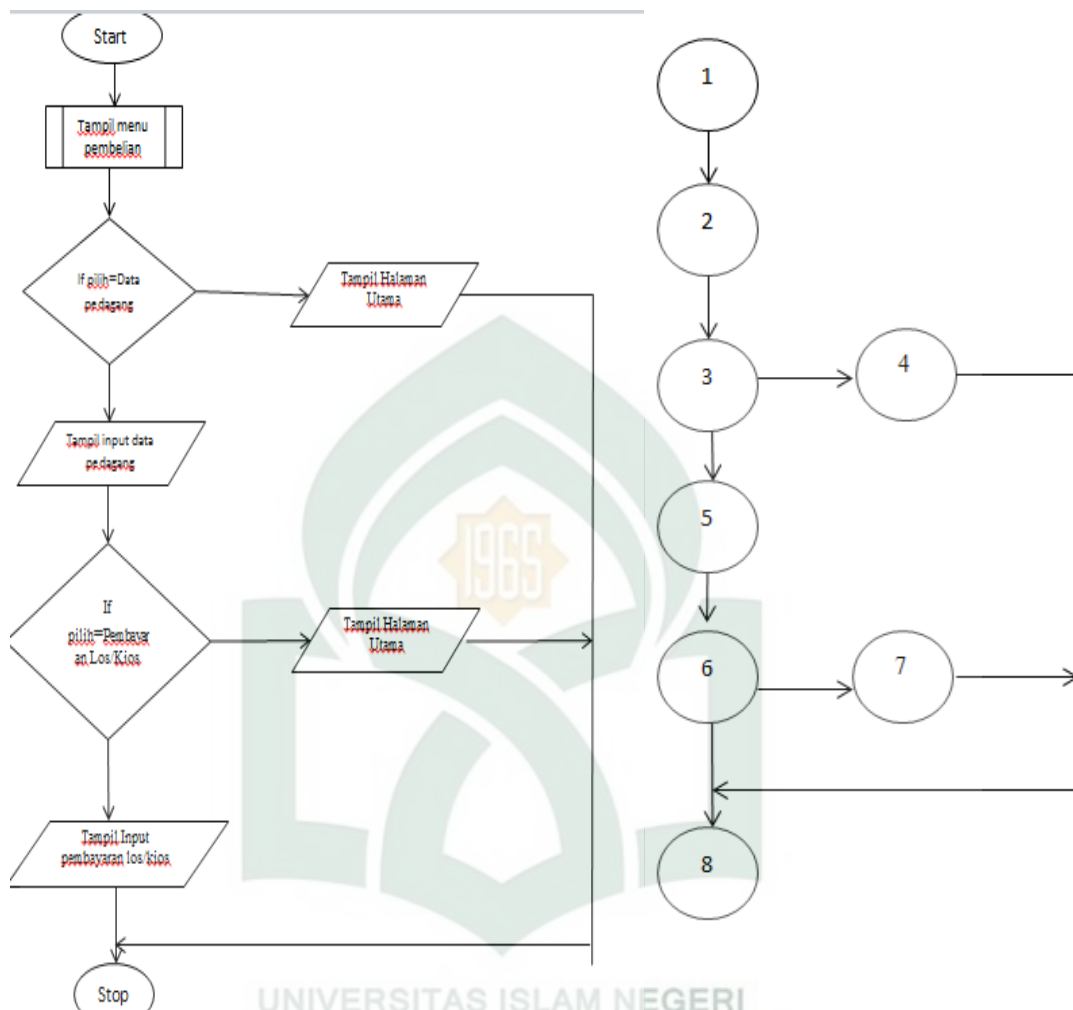 Start
Tampil menu
pembelian
If pilih=Data
pedagang
Tampil Halaman
Utama
Tampil input data
pedagang
If
pilih=Pembayar
an Los/Kios
Tampil Halaman
Utama
Tampil Input
pembayaran los/kios
Stop
1
2
3
4
5
6
7
8
1965
UNIVERSITAS ISLAM NEGERI